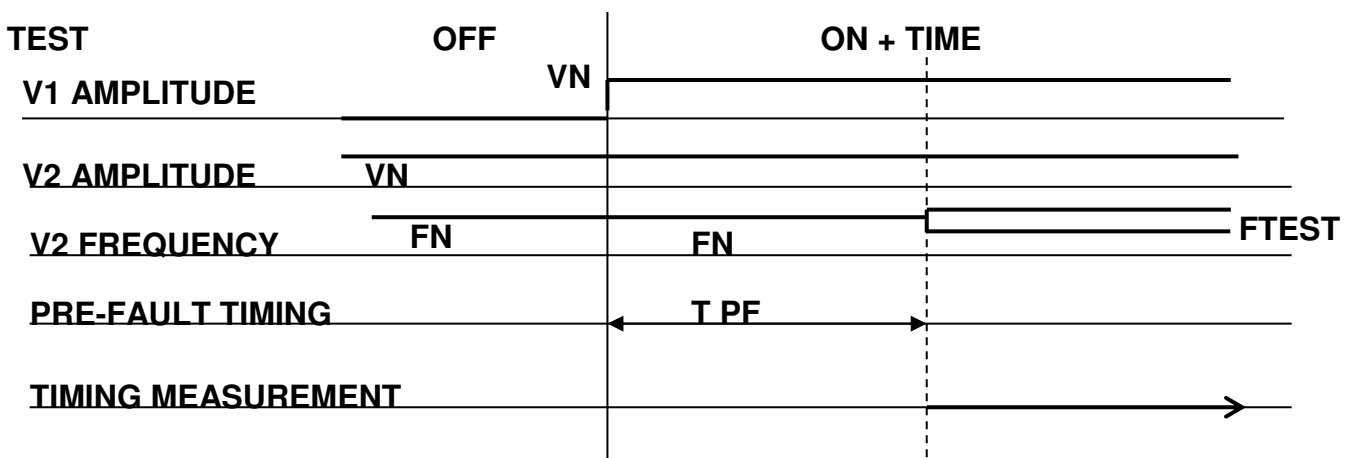 TEST OFF ON + TIME
V1 AMPLITUDE VN
V2 AMPLITUDE VN
V2 FREQUENCY FN FN FTEST
PRE-FAULT TIMING T PF
TIMING MEASUREMENT